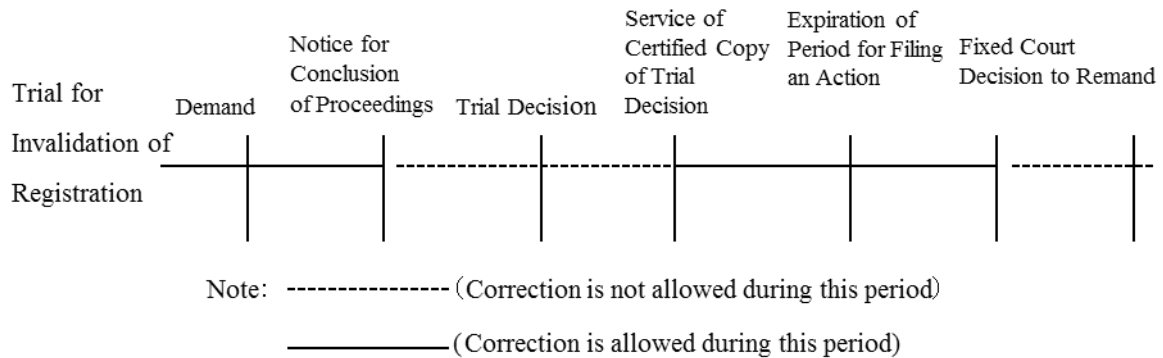 Trial for
Invalidation of
Registration
Demand
Notice for
Conclusion
of Proceedings
Trial Decision
Service of
Certified Copy
of Trial
Decision
Expiration of
Period for Filing
an Action
Fixed Court
Decision to Remand
Note: (Correction is not allowed during this period)
(Correction is allowed during this period)